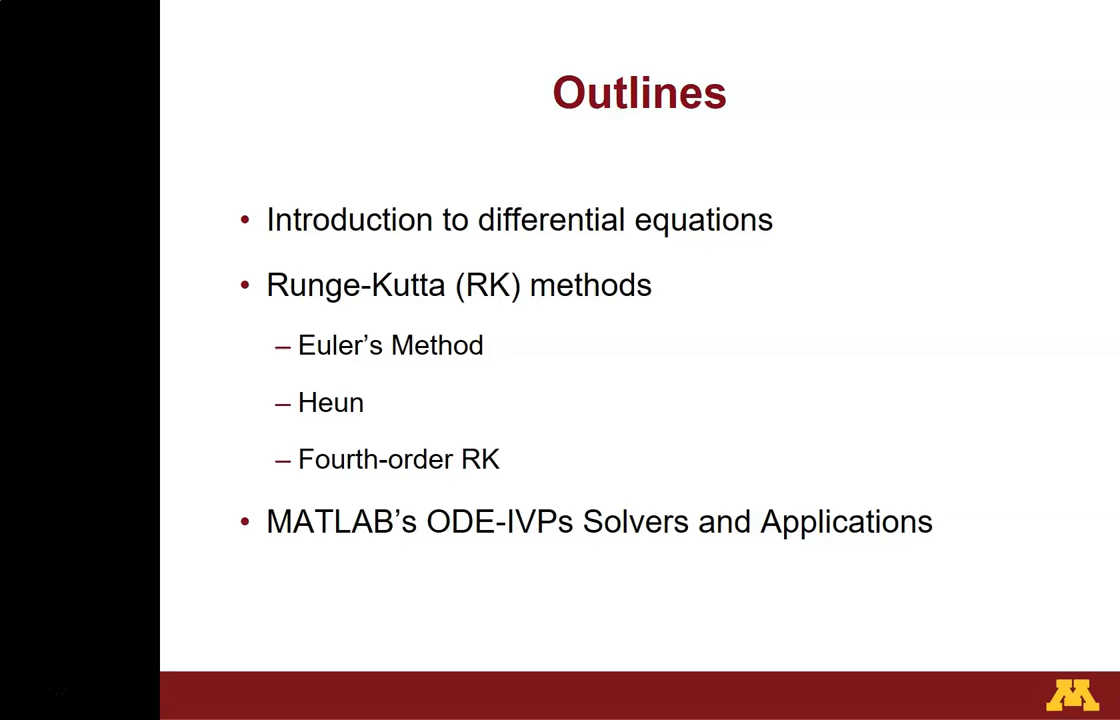 Outlines
• Introduction to differential equations
• Runge-Kutta (RK) methods
– Euler’s Method
– Heun
– Fourth-order RK
• MATLAB’s ODE-IVPs Solvers and Applications
M